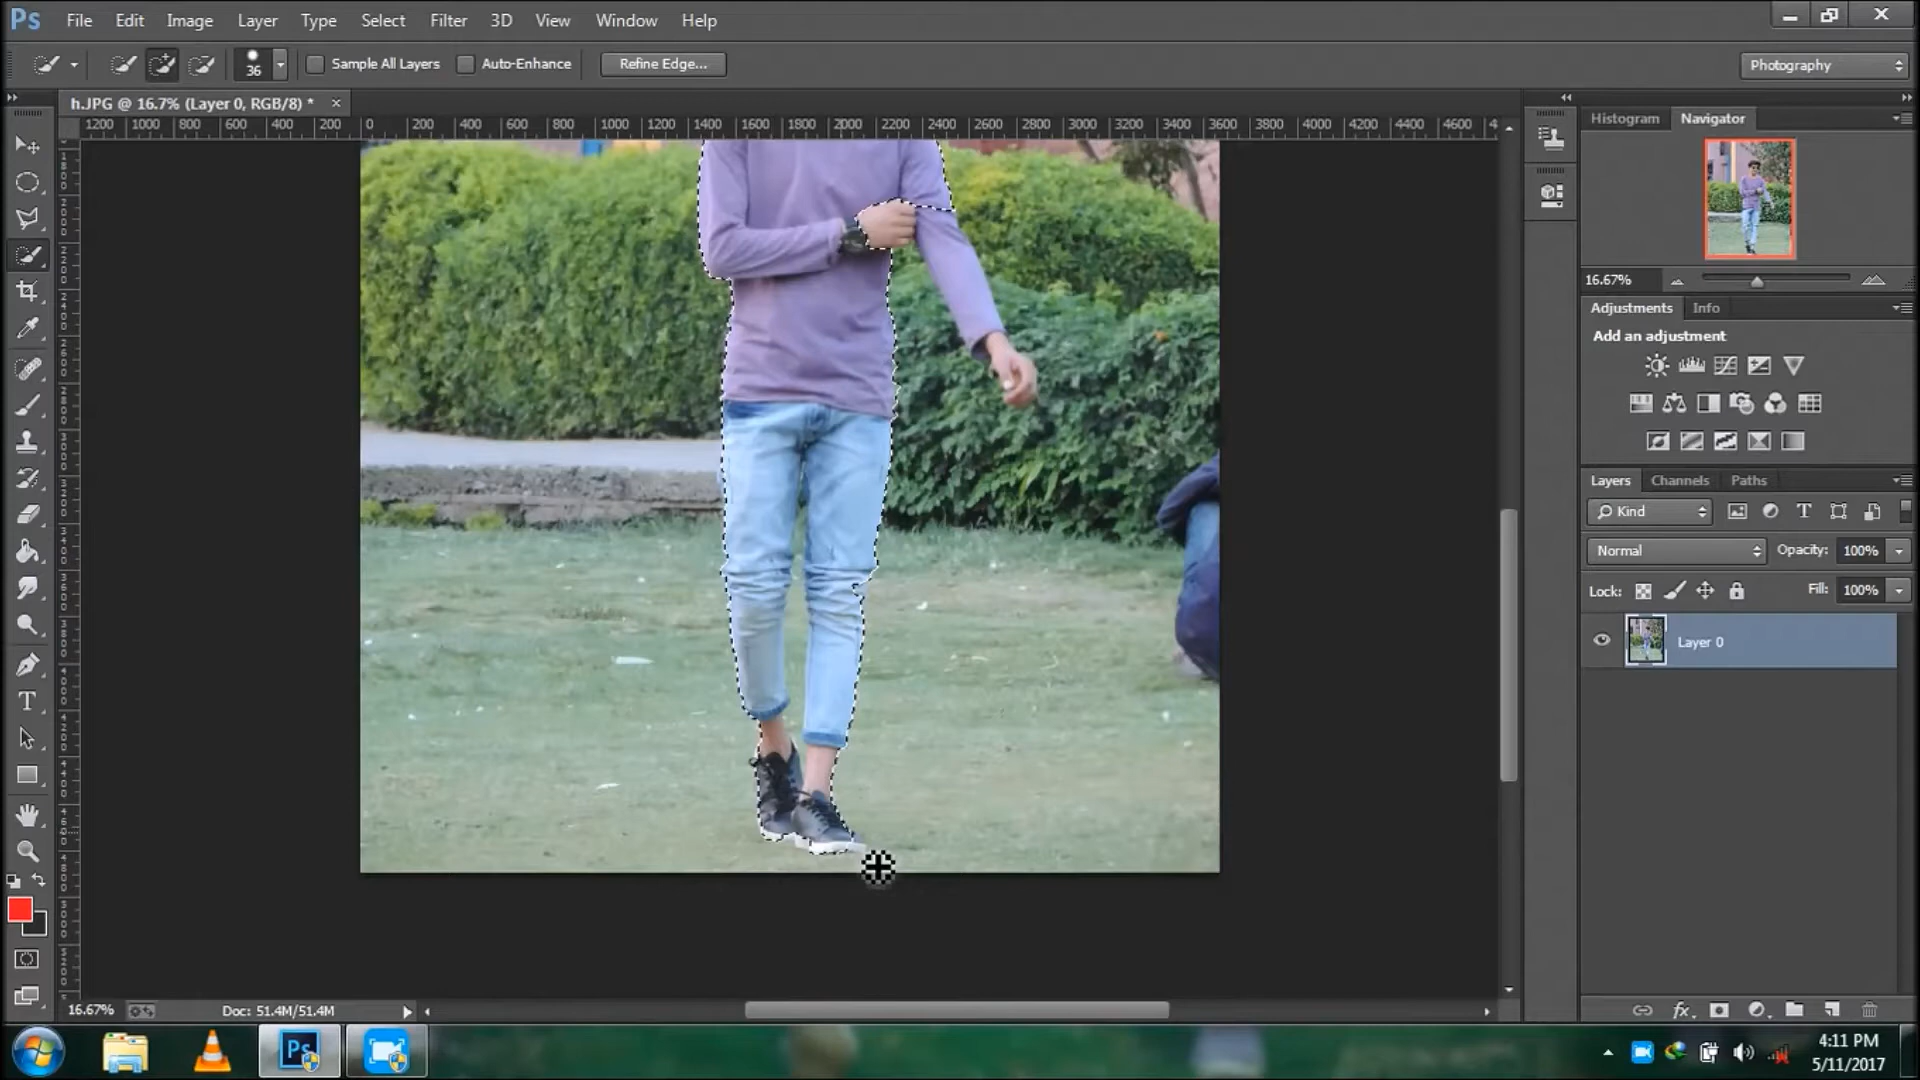 Ps File Edit Image Layer Type Select Filter 3D View Window Help
36 Sample All Layers Auto-Enhance Refine Edge... Photography
h.JPG @ 16.7% (Layer 0, RGB/8) * ×
1200 1000 800 600 400 200 0 200 400 600 800 1000 1200 1400 1600 1800 2000 2200 2400 2600 2800 3000 3200 3400 3600 3800 4000 4200 4400 4600 4
Histogram Navigator
16.67%
Adjustments Info
Add an adjustment
Layers Channels Paths
Kind
Normal Opacity: 100%
Lock: Fill: 100%
Layer 0
16.67% Doc: 51.4M/51.4M
Ps
4:11 PM
5/11/2017